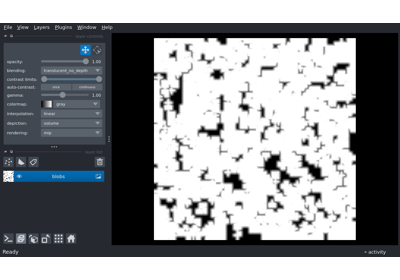 File View Layers Plugins Window Help
opacity: 1.00
blending: translucent_no_depth
contrast limits:
auto-contrast: once continuous
gamma: 1.00
colormap: gray
interpolation: linear
depiction: volume
rendering: mip
blobs
Ready activity